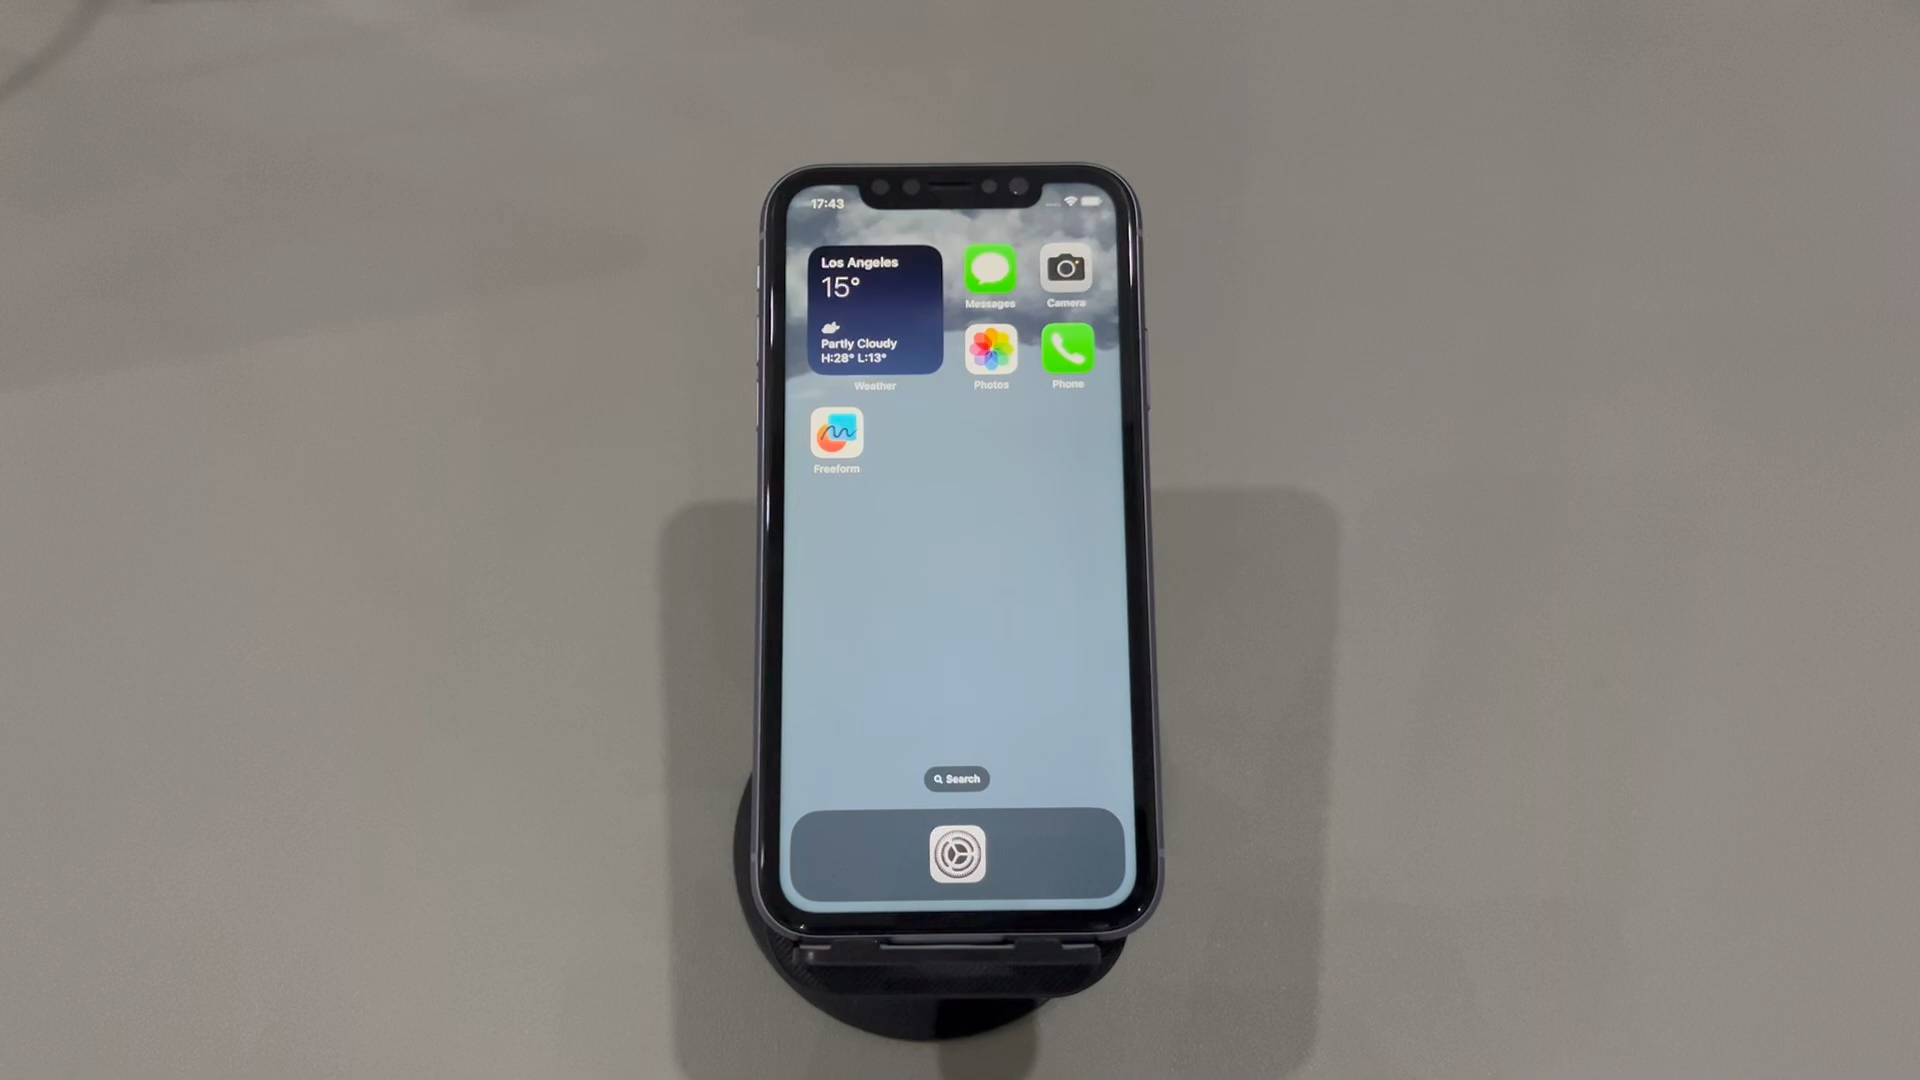 17:43
Los Angeles
15°
Partly Cloudy
H:28° L:13°
Weather
Messages
Camera
Photos
Phone
Freeform
Search